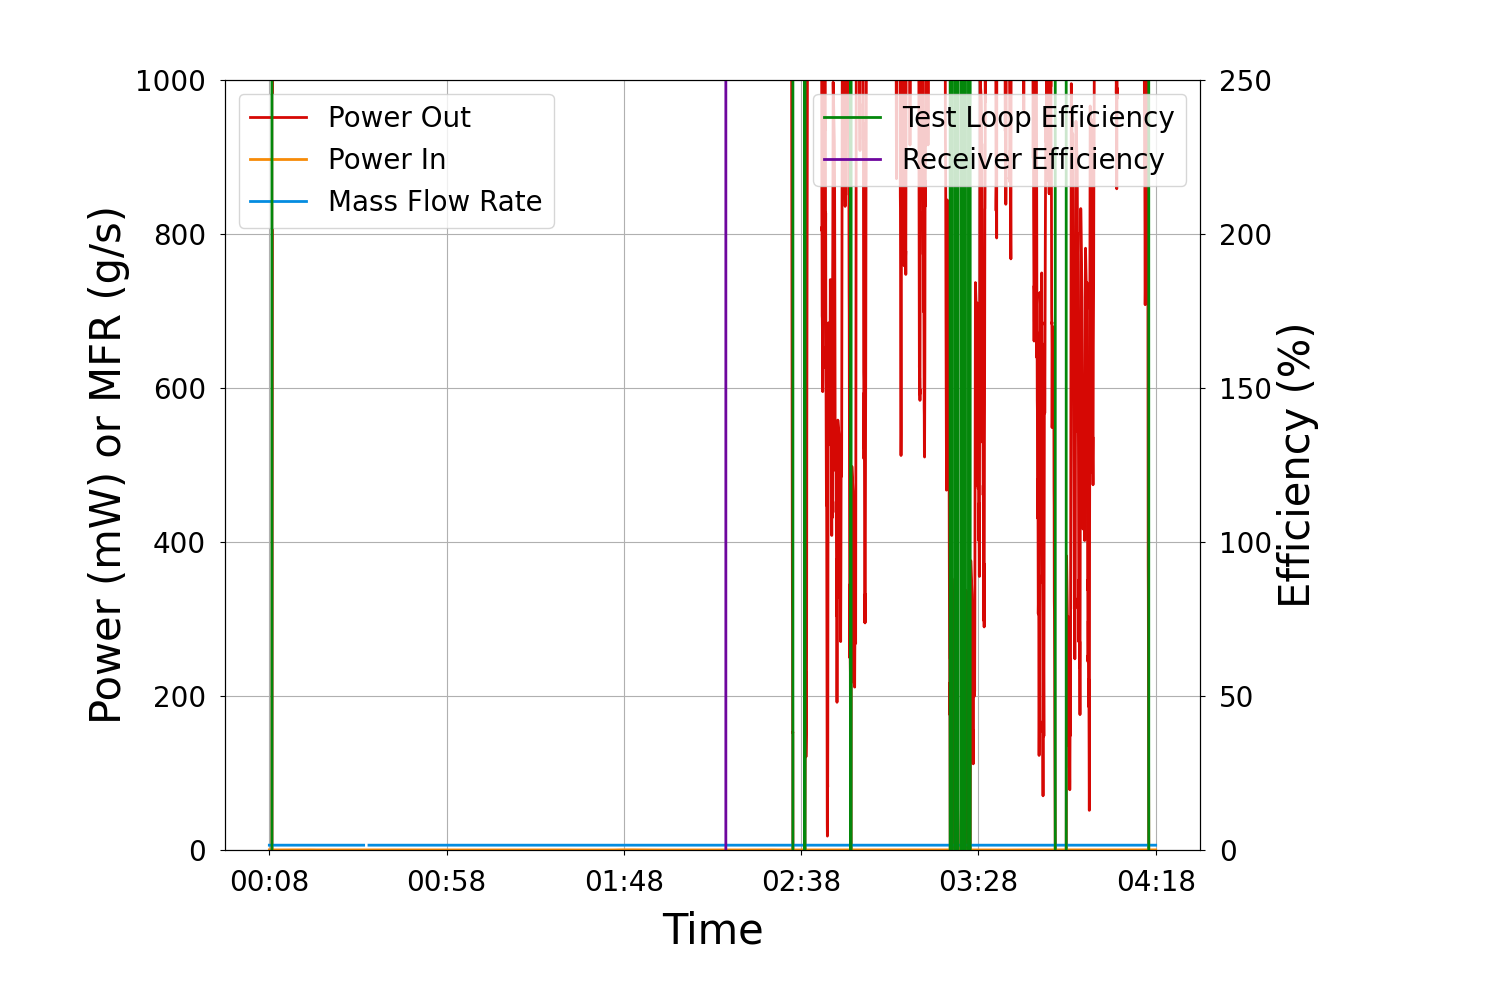 1000
800
600
400
200
0
Power (mW) or MFR (g/s)
Power Out
Power In
Mass Flow Rate
Test Loop Efficiency
Receiver Efficiency
250
200
150
100
50
0
Efficiency (%)
00:08 00:58 01:48 02:38 03:28 04:18
Time